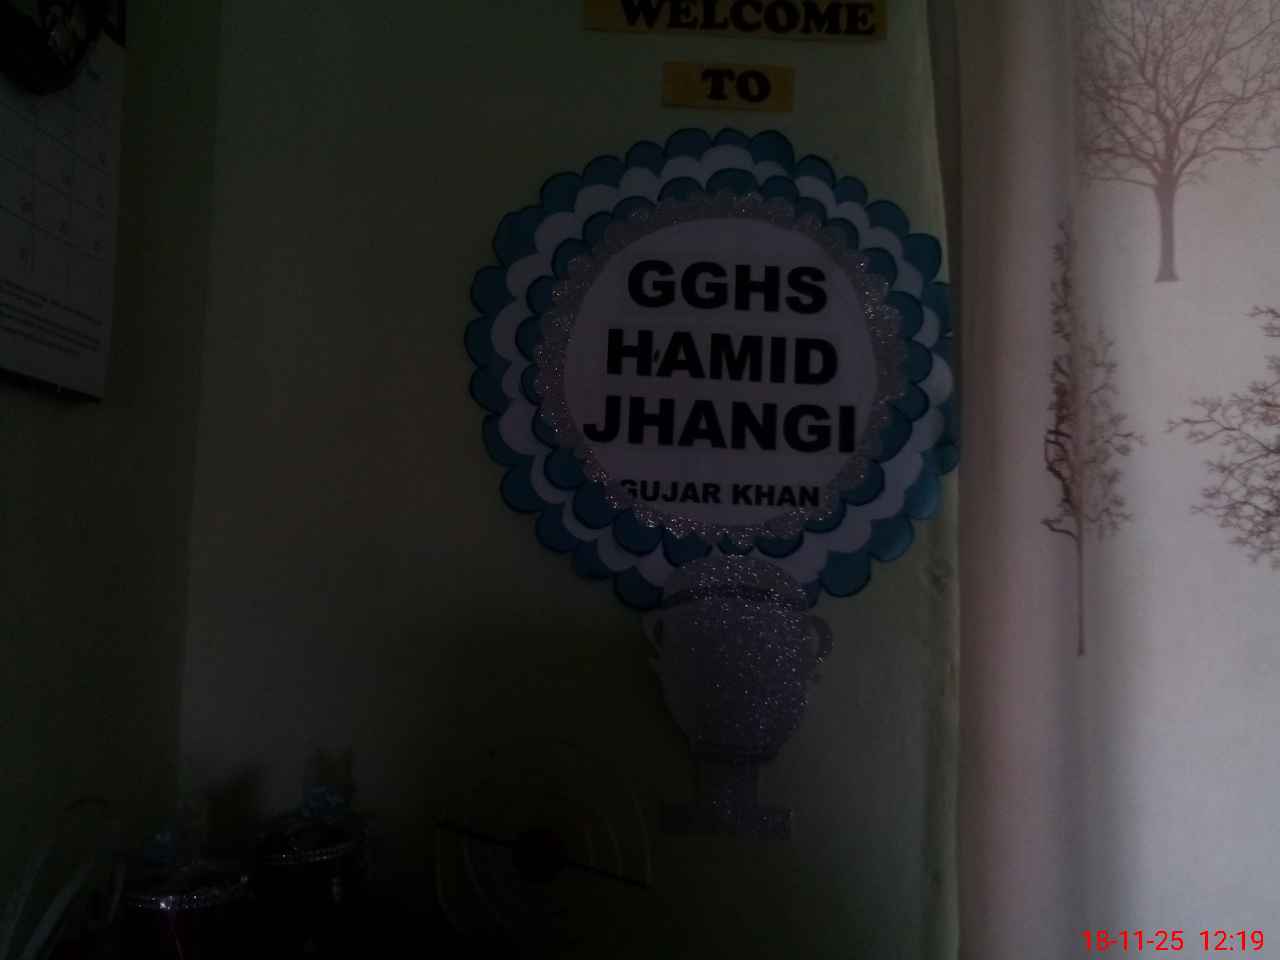 WELCOME
TO
GGHS
HAMID
JHANGI
GUJAR KHAN
18-11-25 12:19